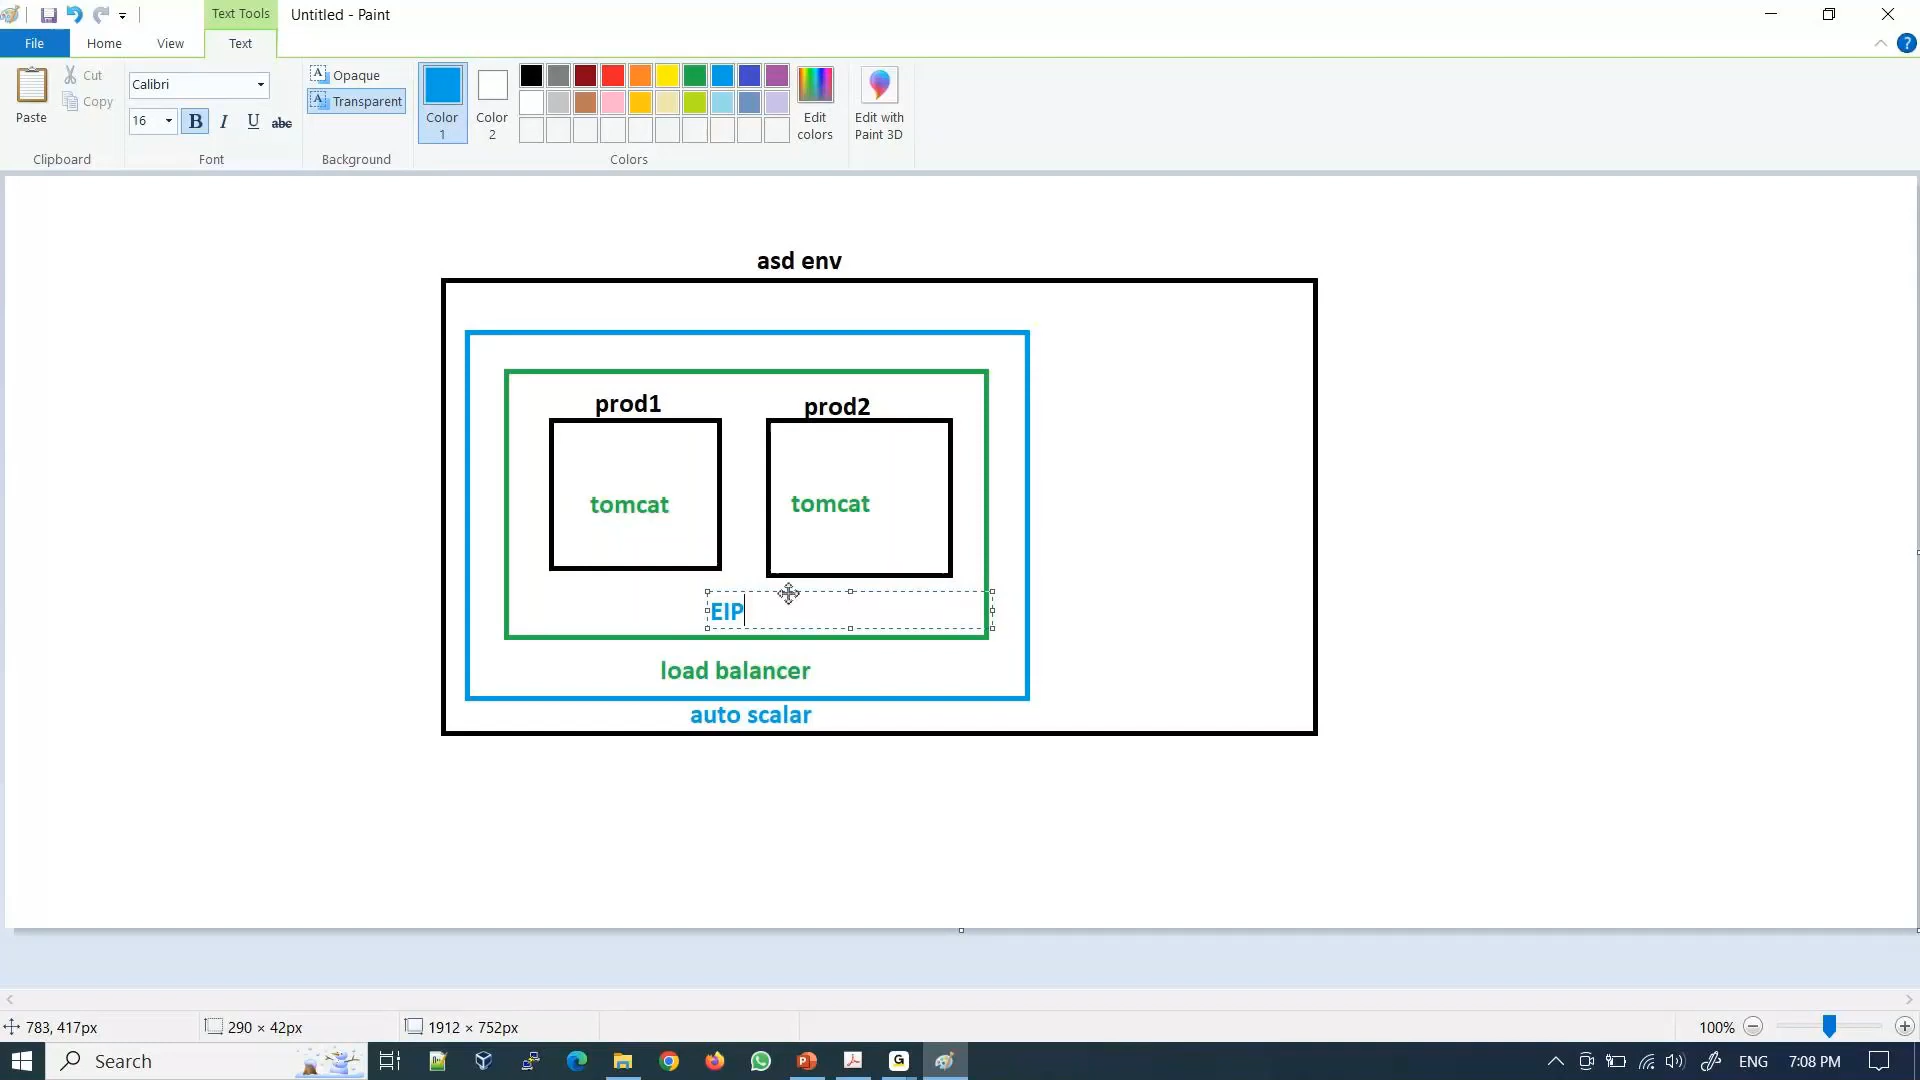 Text Tools
Untitled - Paint
File
Home
View
Text
Paste
Cut
Copy
Clipboard
Calibri
16
B
I
U
abc
Font
Opaque
Transparent
Background
Color
1
Color
2
Edit
colors
Colors
Edit with
Paint 3D
asd env
prod1
prod2
tomcat
tomcat
EIP
load balancer
auto scalar
783, 417px
290 × 42px
1912 × 752px
100%
Search
ENG
7:08 PM